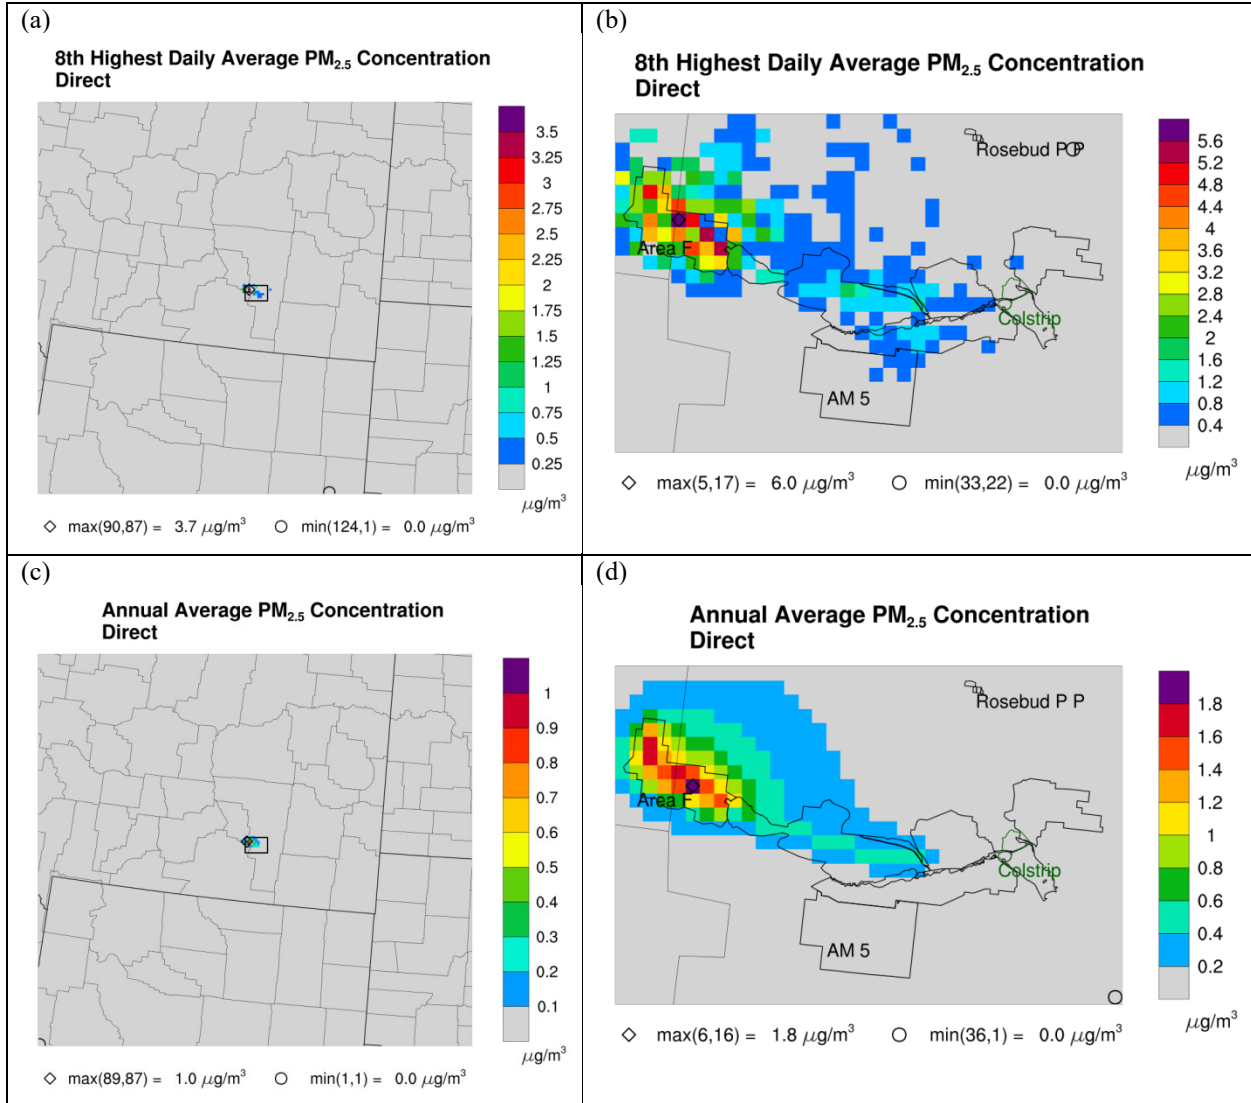 (a)
8th Highest Daily Average PM2.5 Concentration
Direct
3.5
3.25
3
2.75
2.5
2.25
2
1.75
1.5
1.25
1
0.75
0.5
0.25
μg/m³
max(90,87) = 3.7 μg/m³ min(124,1) = 0.0 μg/m³
(b)
8th Highest Daily Average PM2.5 Concentration
Direct
Rosebud P P
Area F
Colstrip
AM 5
5.6
5.2
4.8
4.4
4
3.6
3.2
2.8
2.4
2
1.6
1.2
0.8
0.4
μg/m³
max(5,17) = 6.0 μg/m³ min(33,22) = 0.0 μg/m³
(c)
Annual Average PM2.5 Concentration
Direct
1
0.9
0.8
0.7
0.6
0.5
0.4
0.3
0.2
0.1
μg/m³
max(89,87) = 1.0 μg/m³ min(1,1) = 0.0 μg/m³
(d)
Annual Average PM2.5 Concentration
Direct
Rosebud P P
Area F
Colstrip
AM 5
1.8
1.6
1.4
1.2
1
0.8
0.6
0.4
0.2
μg/m³
max(6,16) = 1.8 μg/m³ min(36,1) = 0.0 μg/m³